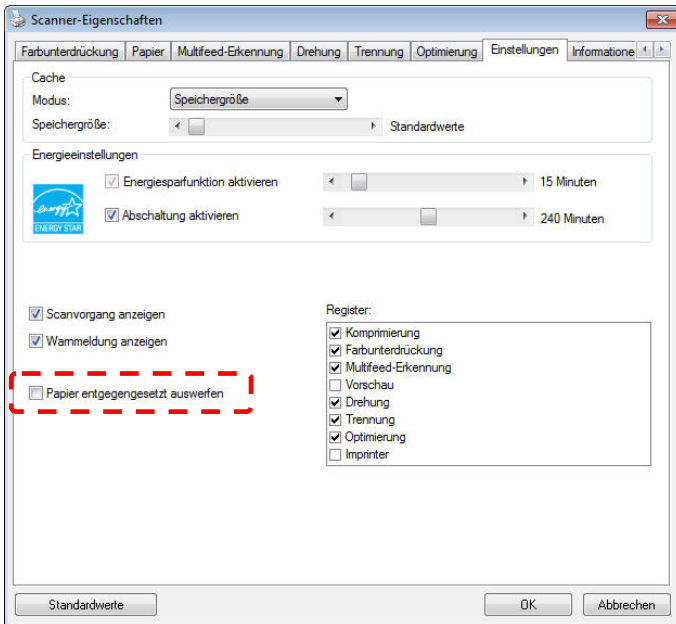 Scanner-Eigenschaften
Farbunterdrückung Papier Multifeed-Erkennung Drehung Trennung Optimierung Einstellungen Informatione
Cache
Modus: Speichergröße
Speichergröße: Standardwerte
Energieeinstellungen
Energiesparfunktion aktivieren 15 Minuten
Abschaltung aktivieren 240 Minuten
energy
ENERGY STAR
Scanvorgang anzeigen
Warnmeldung anzeigen
Papier entgegengesetzt auswerfen
Register:
Komprimierung
Farbunterdrückung
Multifeed-Erkennung
Vorschau
Drehung
Trennung
Optimierung
Imprinter
Standardwerte OK Abbrechen